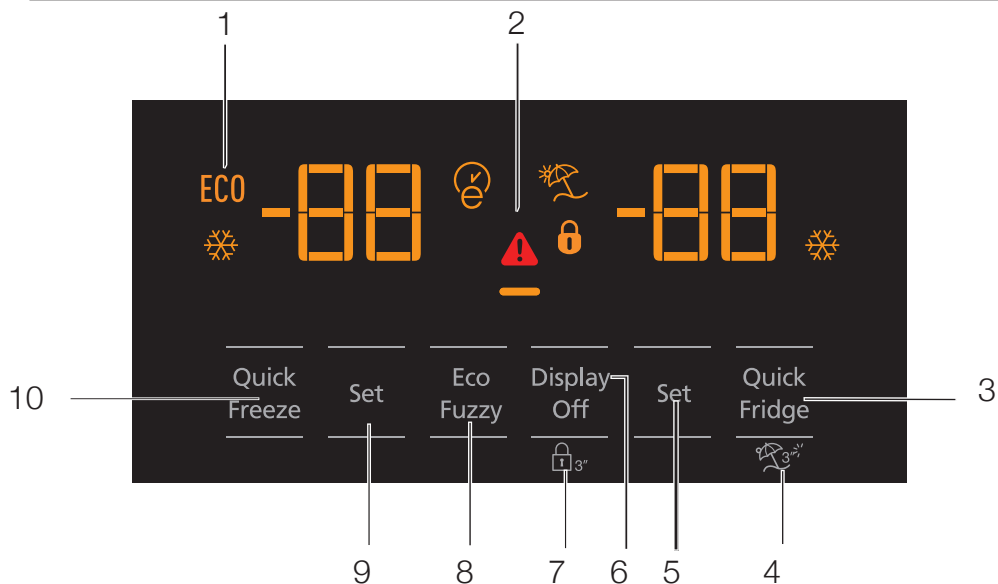 1 2
ECO -88 e -88
Quick Freeze
Set
Eco Fuzzy
Display Off
Set
Quick Fridge
10
3
3"
3"
9 8 7 6 5 4